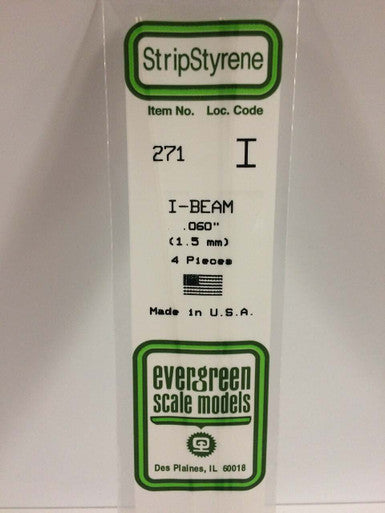 StripStyrene
Item No. Loc. Code
271 I
I-BEAM
.060"
(1.5 mm)
4 Pieces
Made in U.S.A.
evergreen
scale models
Des Plaines, IL 60018